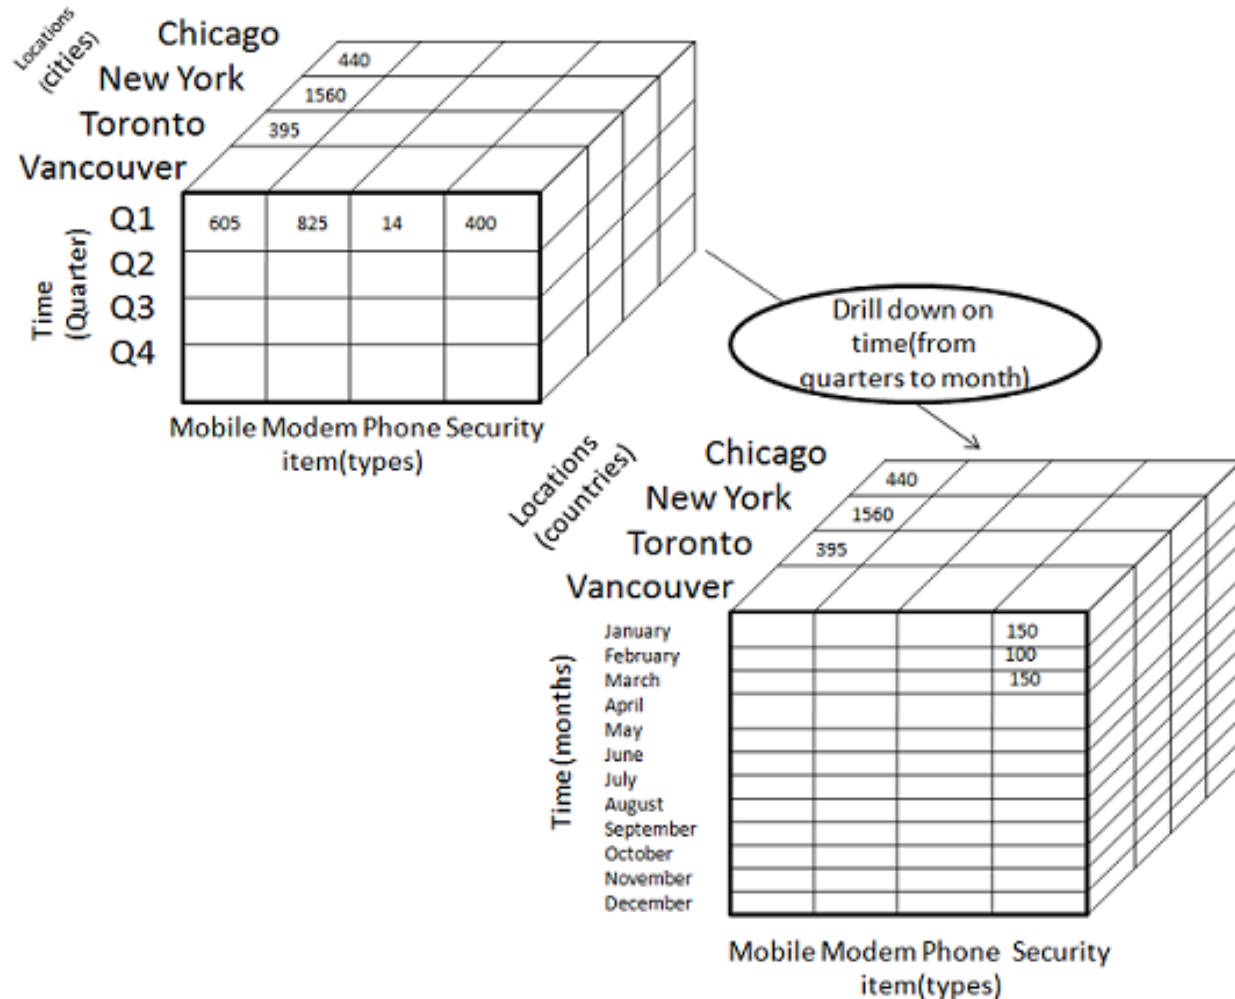 Locations
(cities)
Chicago
New York
Toronto
Vancouver
440
1560
395
Time
(Quarter)
Q1
Q2
Q3
Q4
605 825 14 400
Mobile Modem Phone Security
item(types)
Drill down on
time(from
quarters to month)
Locations
(countries)
Chicago
New York
Toronto
Vancouver
440
1560
395
Time(months)
January 150
February 100
March 150
April
May
June
July
August
September
October
November
December
Mobile Modem Phone Security
item(types)